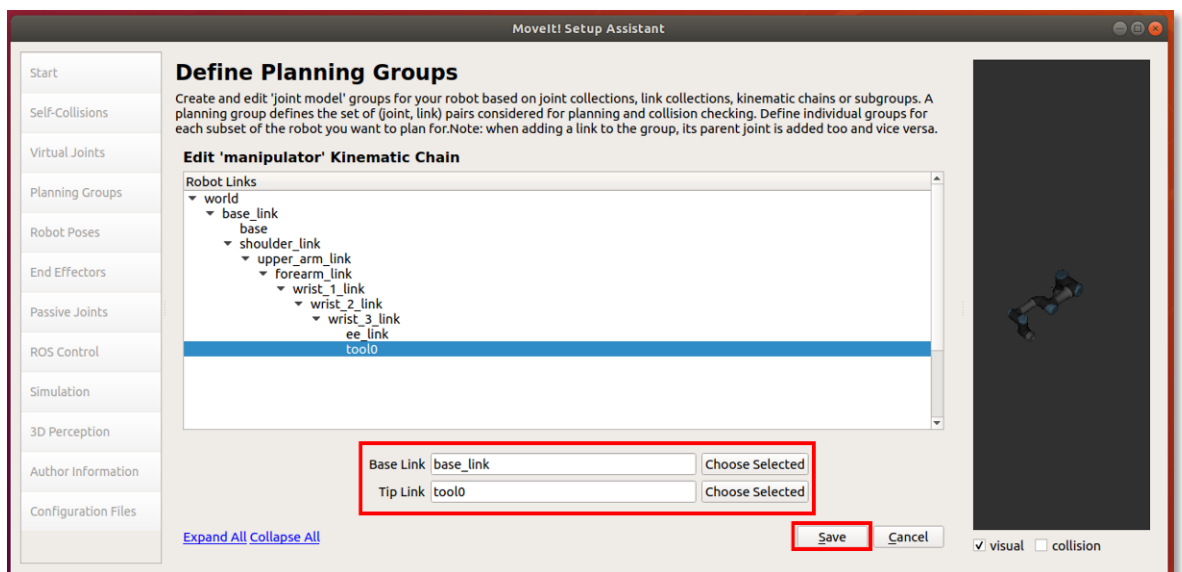 MoveIt! Setup Assistant
Start
Self-Collisions
Virtual Joints
Planning Groups
Robot Poses
End Effectors
Passive Joints
ROS Control
Simulation
3D Perception
Author Information
Configuration Files
Define Planning Groups
Create and edit 'joint model' groups for your robot based on joint collections, link collections, kinematic chains or subgroups. A
planning group defines the set of (joint, link) pairs considered for planning and collision checking. Define individual groups for
each subset of the robot you want to plan for.Note: when adding a link to the group, its parent joint is added too and vice versa.
Edit 'manipulator' Kinematic Chain
Robot Links
world
base_link
base
shoulder_link
upper_arm_link
forearm_link
wrist_1_link
wrist_2_link
wrist_3_link
ee_link
tool0
Base Link base_link Choose Selected
Tip Link tool0 Choose Selected
Expand All Collapse All Save Cancel
visual collision